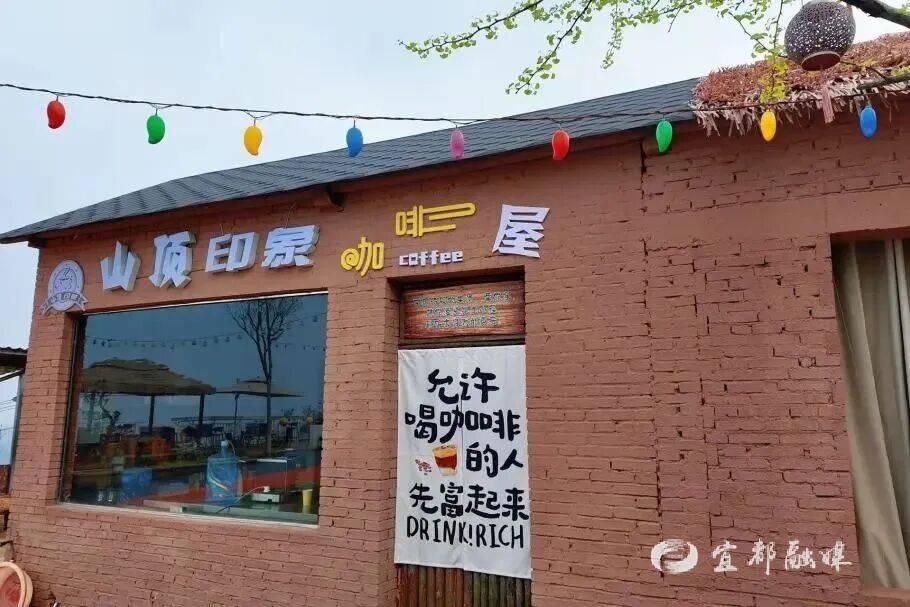 山顶印象
咖啡
coffee
屋
允许
喝咖啡
的人
先富起来
DRINK!RICH
宜都融媒